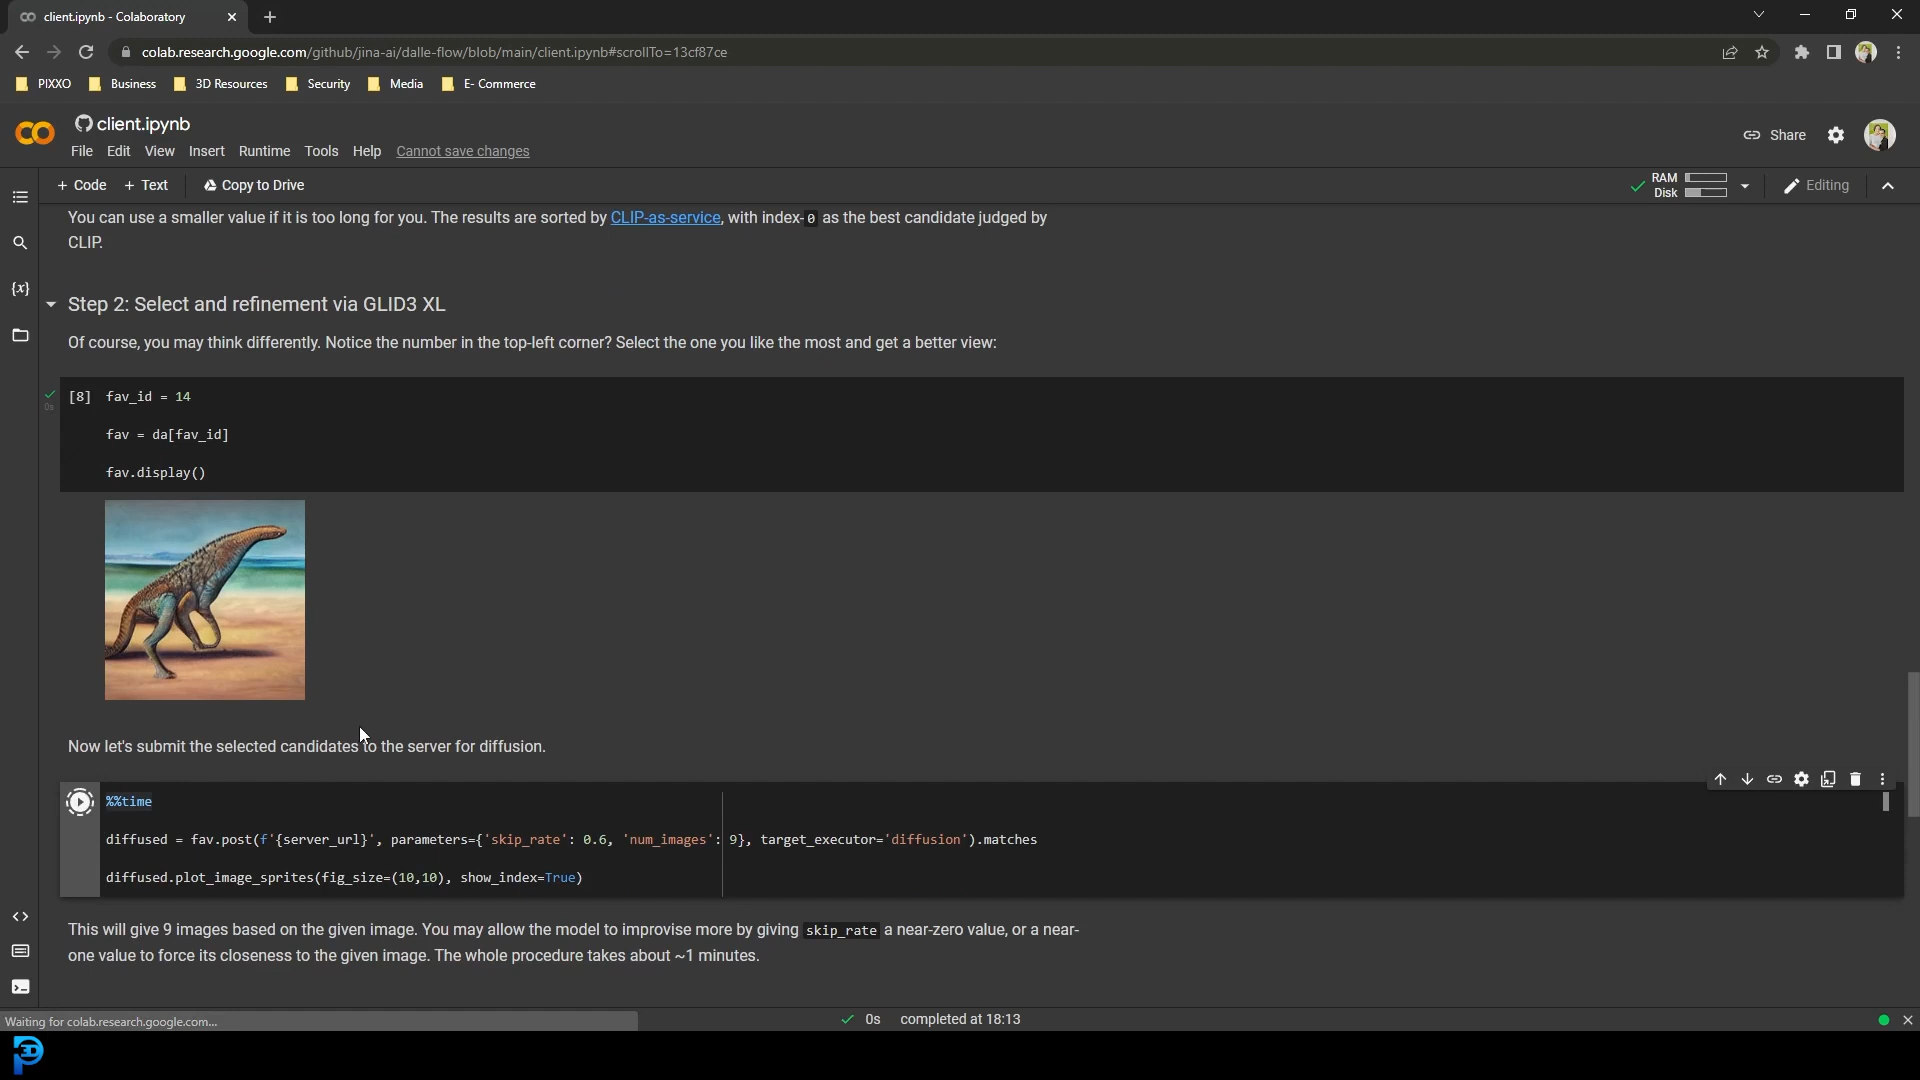 client.ipynb - Colaboratory
colab.research.google.com/github/jina-ai/dalle-flow/blob/main/client.ipynb#scrollTo=13cf87ce
PIXXO Business 3D Resources Security Media E- Commerce
client.ipynb
Share
File Edit View Insert Runtime Tools Help Cannot save changes
+ Code + Text Copy to Drive
RAM
Disk
Editing
You can use a smaller value if it is too long for you. The results are sorted by CLIP-as-service, with index-0 as the best candidate judged by
CLIP.
{x}
Step 2: Select and refinement via GLID3 XL
Of course, you may think differently. Notice the number in the top-left corner? Select the one you like the most and get a better view:
[8] fav_id = 14
0s
fav = da[fav_id]
fav.display()
Now let's submit the selected candidates to the server for diffusion.
%%time
diffused = fav.post(f'{server_url}', parameters={'skip_rate': 0.6, 'num_images': 9}, target_executor='diffusion').matches
diffused.plot_image_sprites(fig_size=(10,10), show_index=True)
This will give 9 images based on the given image. You may allow the model to improvise more by giving skip_rate a near-zero value, or a near-
one value to force its closeness to the given image. The whole procedure takes about ~1 minutes.
Waiting for colab.research.google.com...
0s completed at 18:13
3D